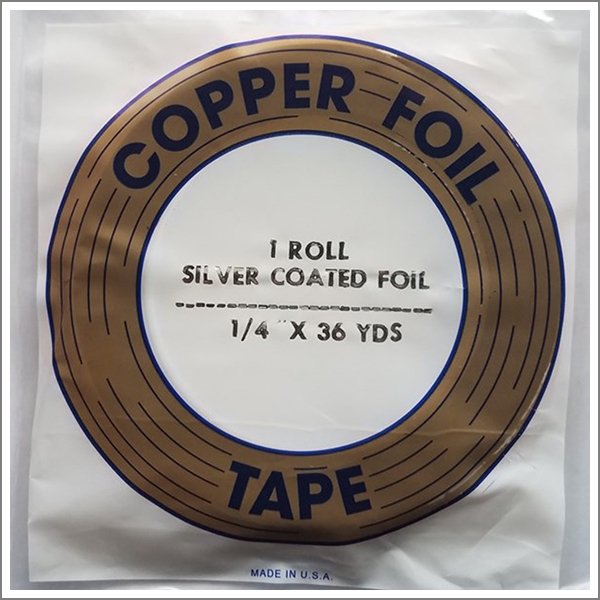 COPPER FOIL
1 ROLL
SILVER COATED FOIL
1/4 " X 36 YDS
TAPE
MADE IN U.S.A.